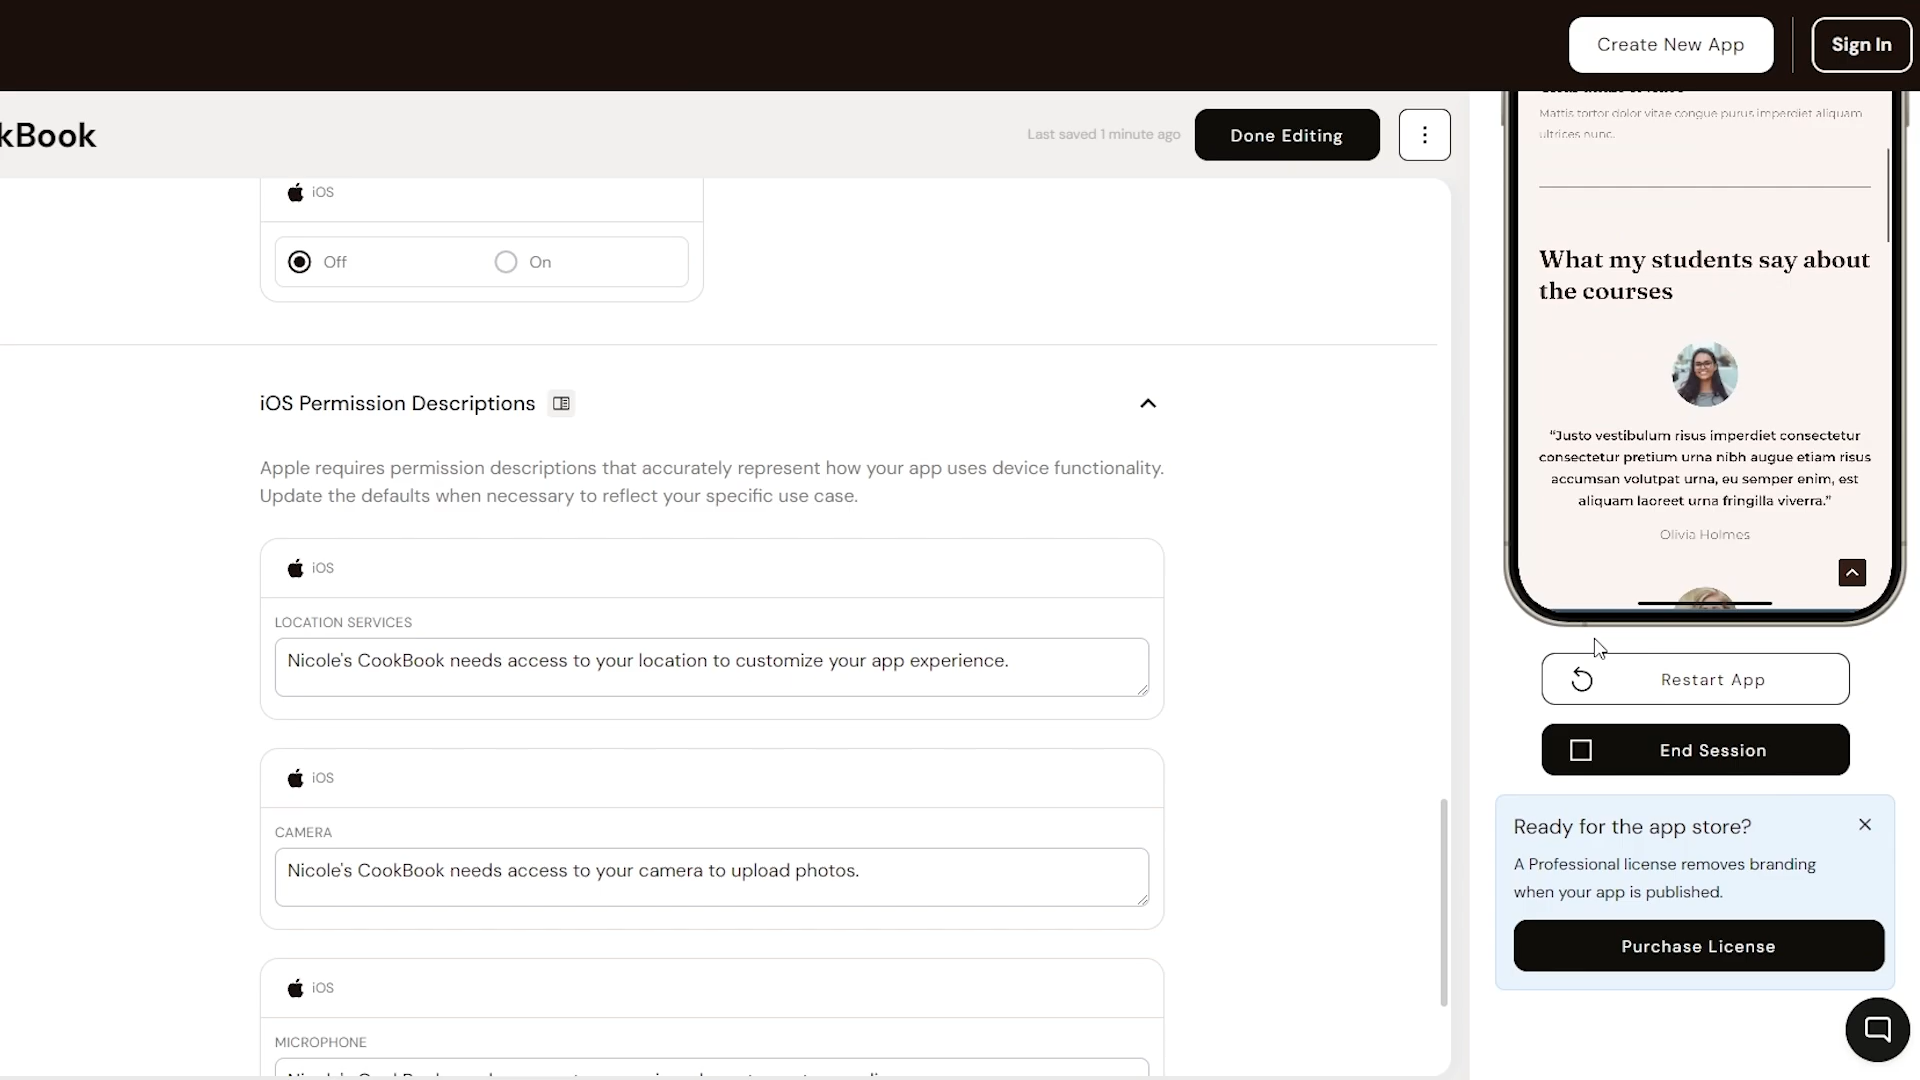 Create New App
Sign In
kBook
Last saved 1 minute ago
Done Editing
iOS
Off
On
iOS Permission Descriptions
Apple requires permission descriptions that accurately represent how your app uses device functionality.
Update the defaults when necessary to reflect your specific use case.
iOS
LOCATION SERVICES
Nicole's CookBook needs access to your location to customize your app experience.
iOS
CAMERA
Nicole's CookBook needs access to your camera to upload photos.
iOS
MICROPHONE
Mattis tortor dolor vitae congue purus imperdiet aliquam
ultrices nunc.
What my students say about
the courses
“Justo vestibulum risus imperdiet consectetur
consectetur pretium urna nibh augue etiam risus
accumsan volutpat urna, eu semper enim, est
aliquam laoreet urna fringilla viverra.”
Olivia Holmes
Restart App
End Session
Ready for the app store?
A Professional license removes branding
when your app is published.
Purchase License